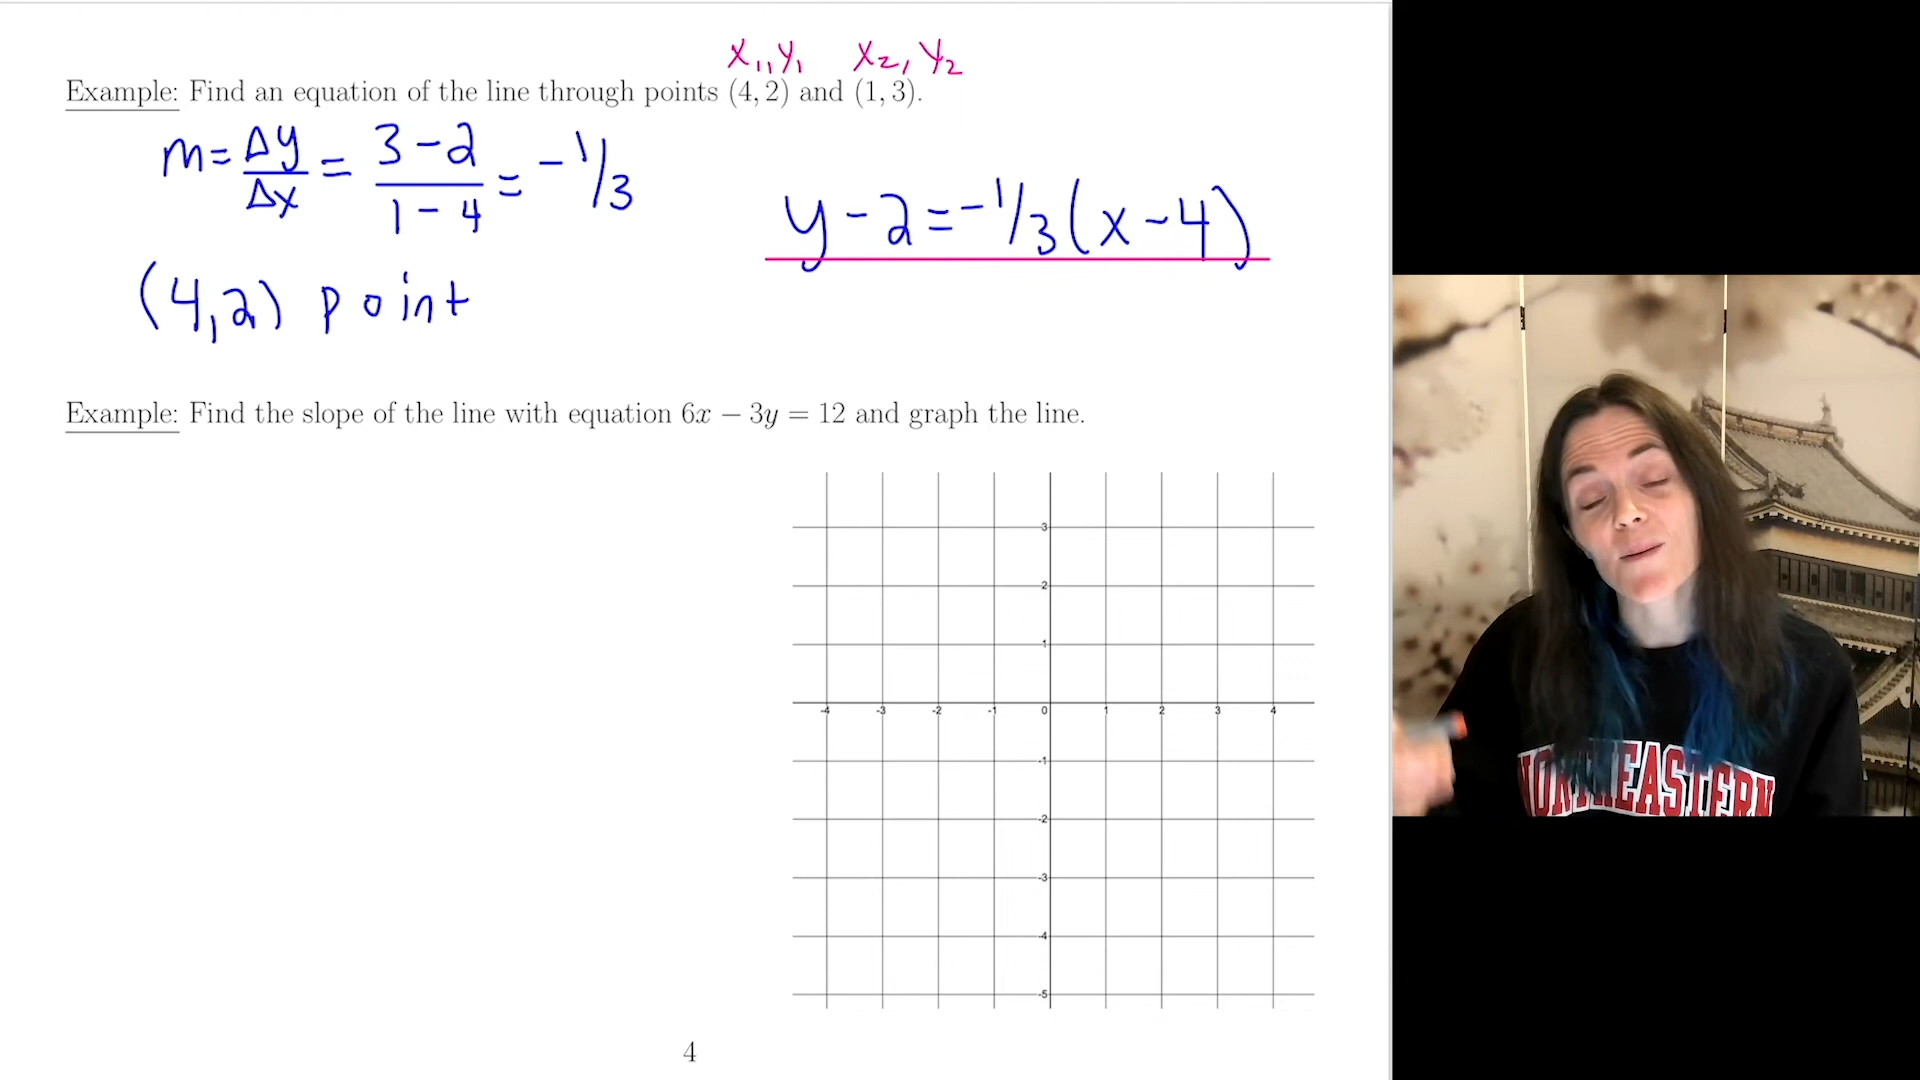 x₁, y₁ x₂, y₂
Example: Find an equation of the line through points (4, 2) and (1, 3).
m = Δy/Δx = (3 - 2)/(1 - 4) = -1/3
y - 2 = -1/3 (x - 4)
(4, 2) point
Example: Find the slope of the line with equation 6x − 3y = 12 and graph the line.
3
2
1
-4 -3 -2 -1 0 1 2 3 4
-1
-2
-3
-4
-5
4
NORTHEASTERN